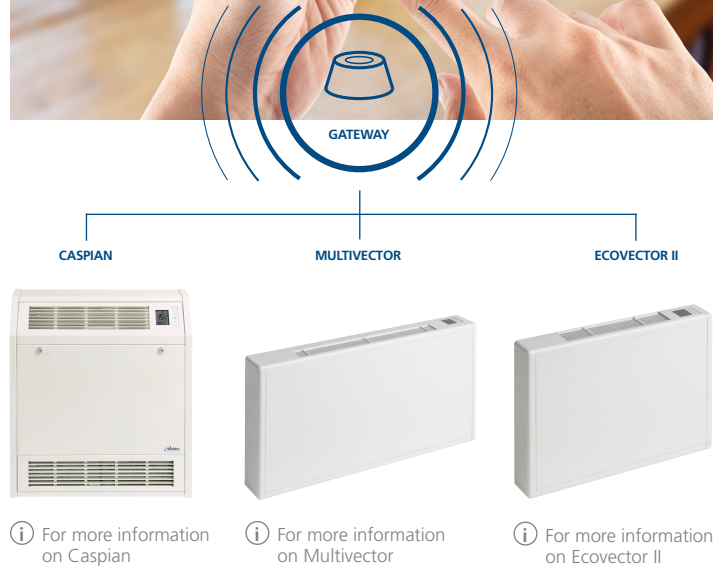 GATEWAY
CASPIAN
MULTIVECTOR
ECOVECTOR II
i For more information
on Caspian
i For more information
on Multivector
i For more information
on Ecovector II